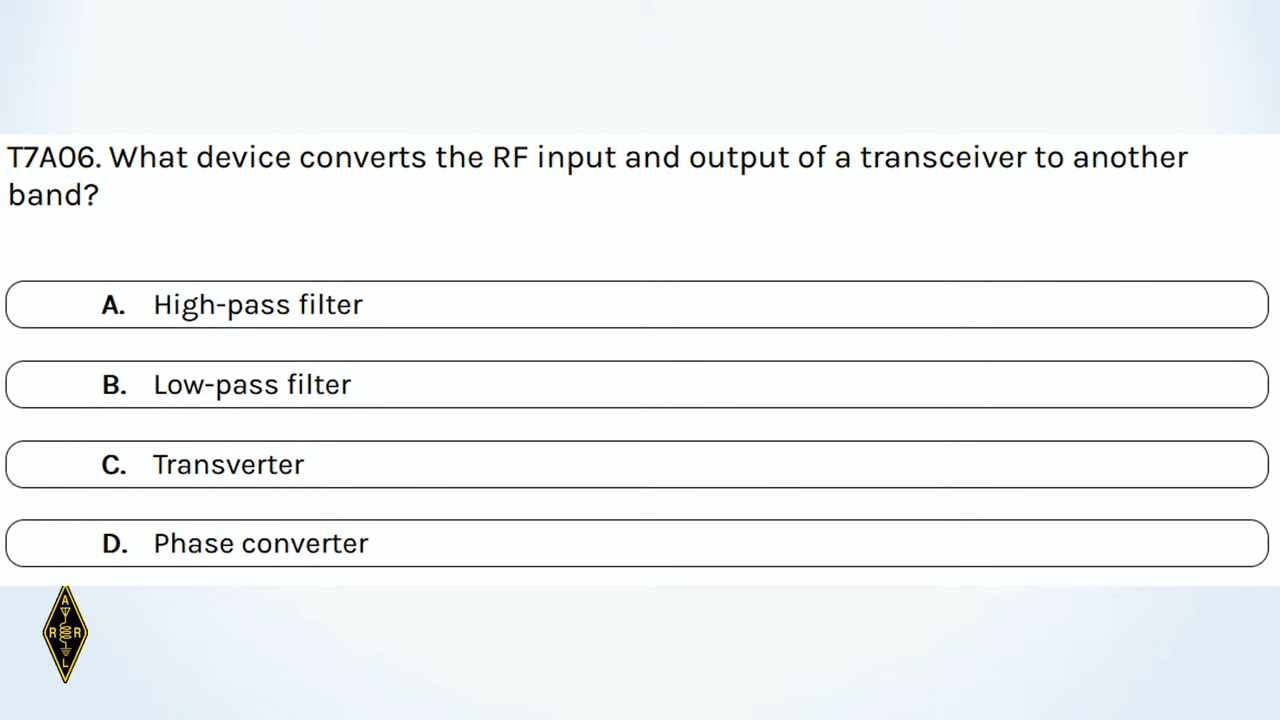 T7A06. What device converts the RF input and output of a transceiver to another
band?
A. High-pass filter
B. Low-pass filter
C. Transverter
D. Phase converter
A
R R
L